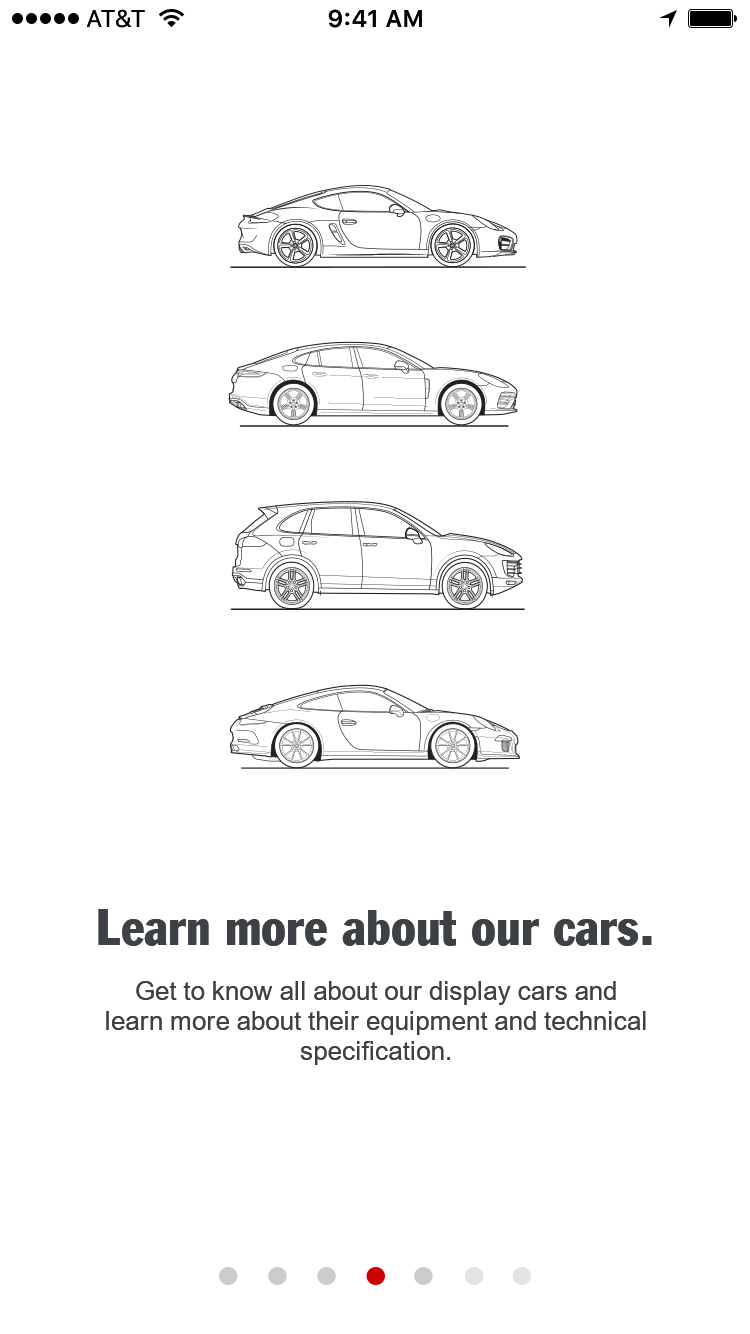 AT&T 9:41 AM
Learn more about our cars.
Get to know all about our display cars and
learn more about their equipment and technical
specification.